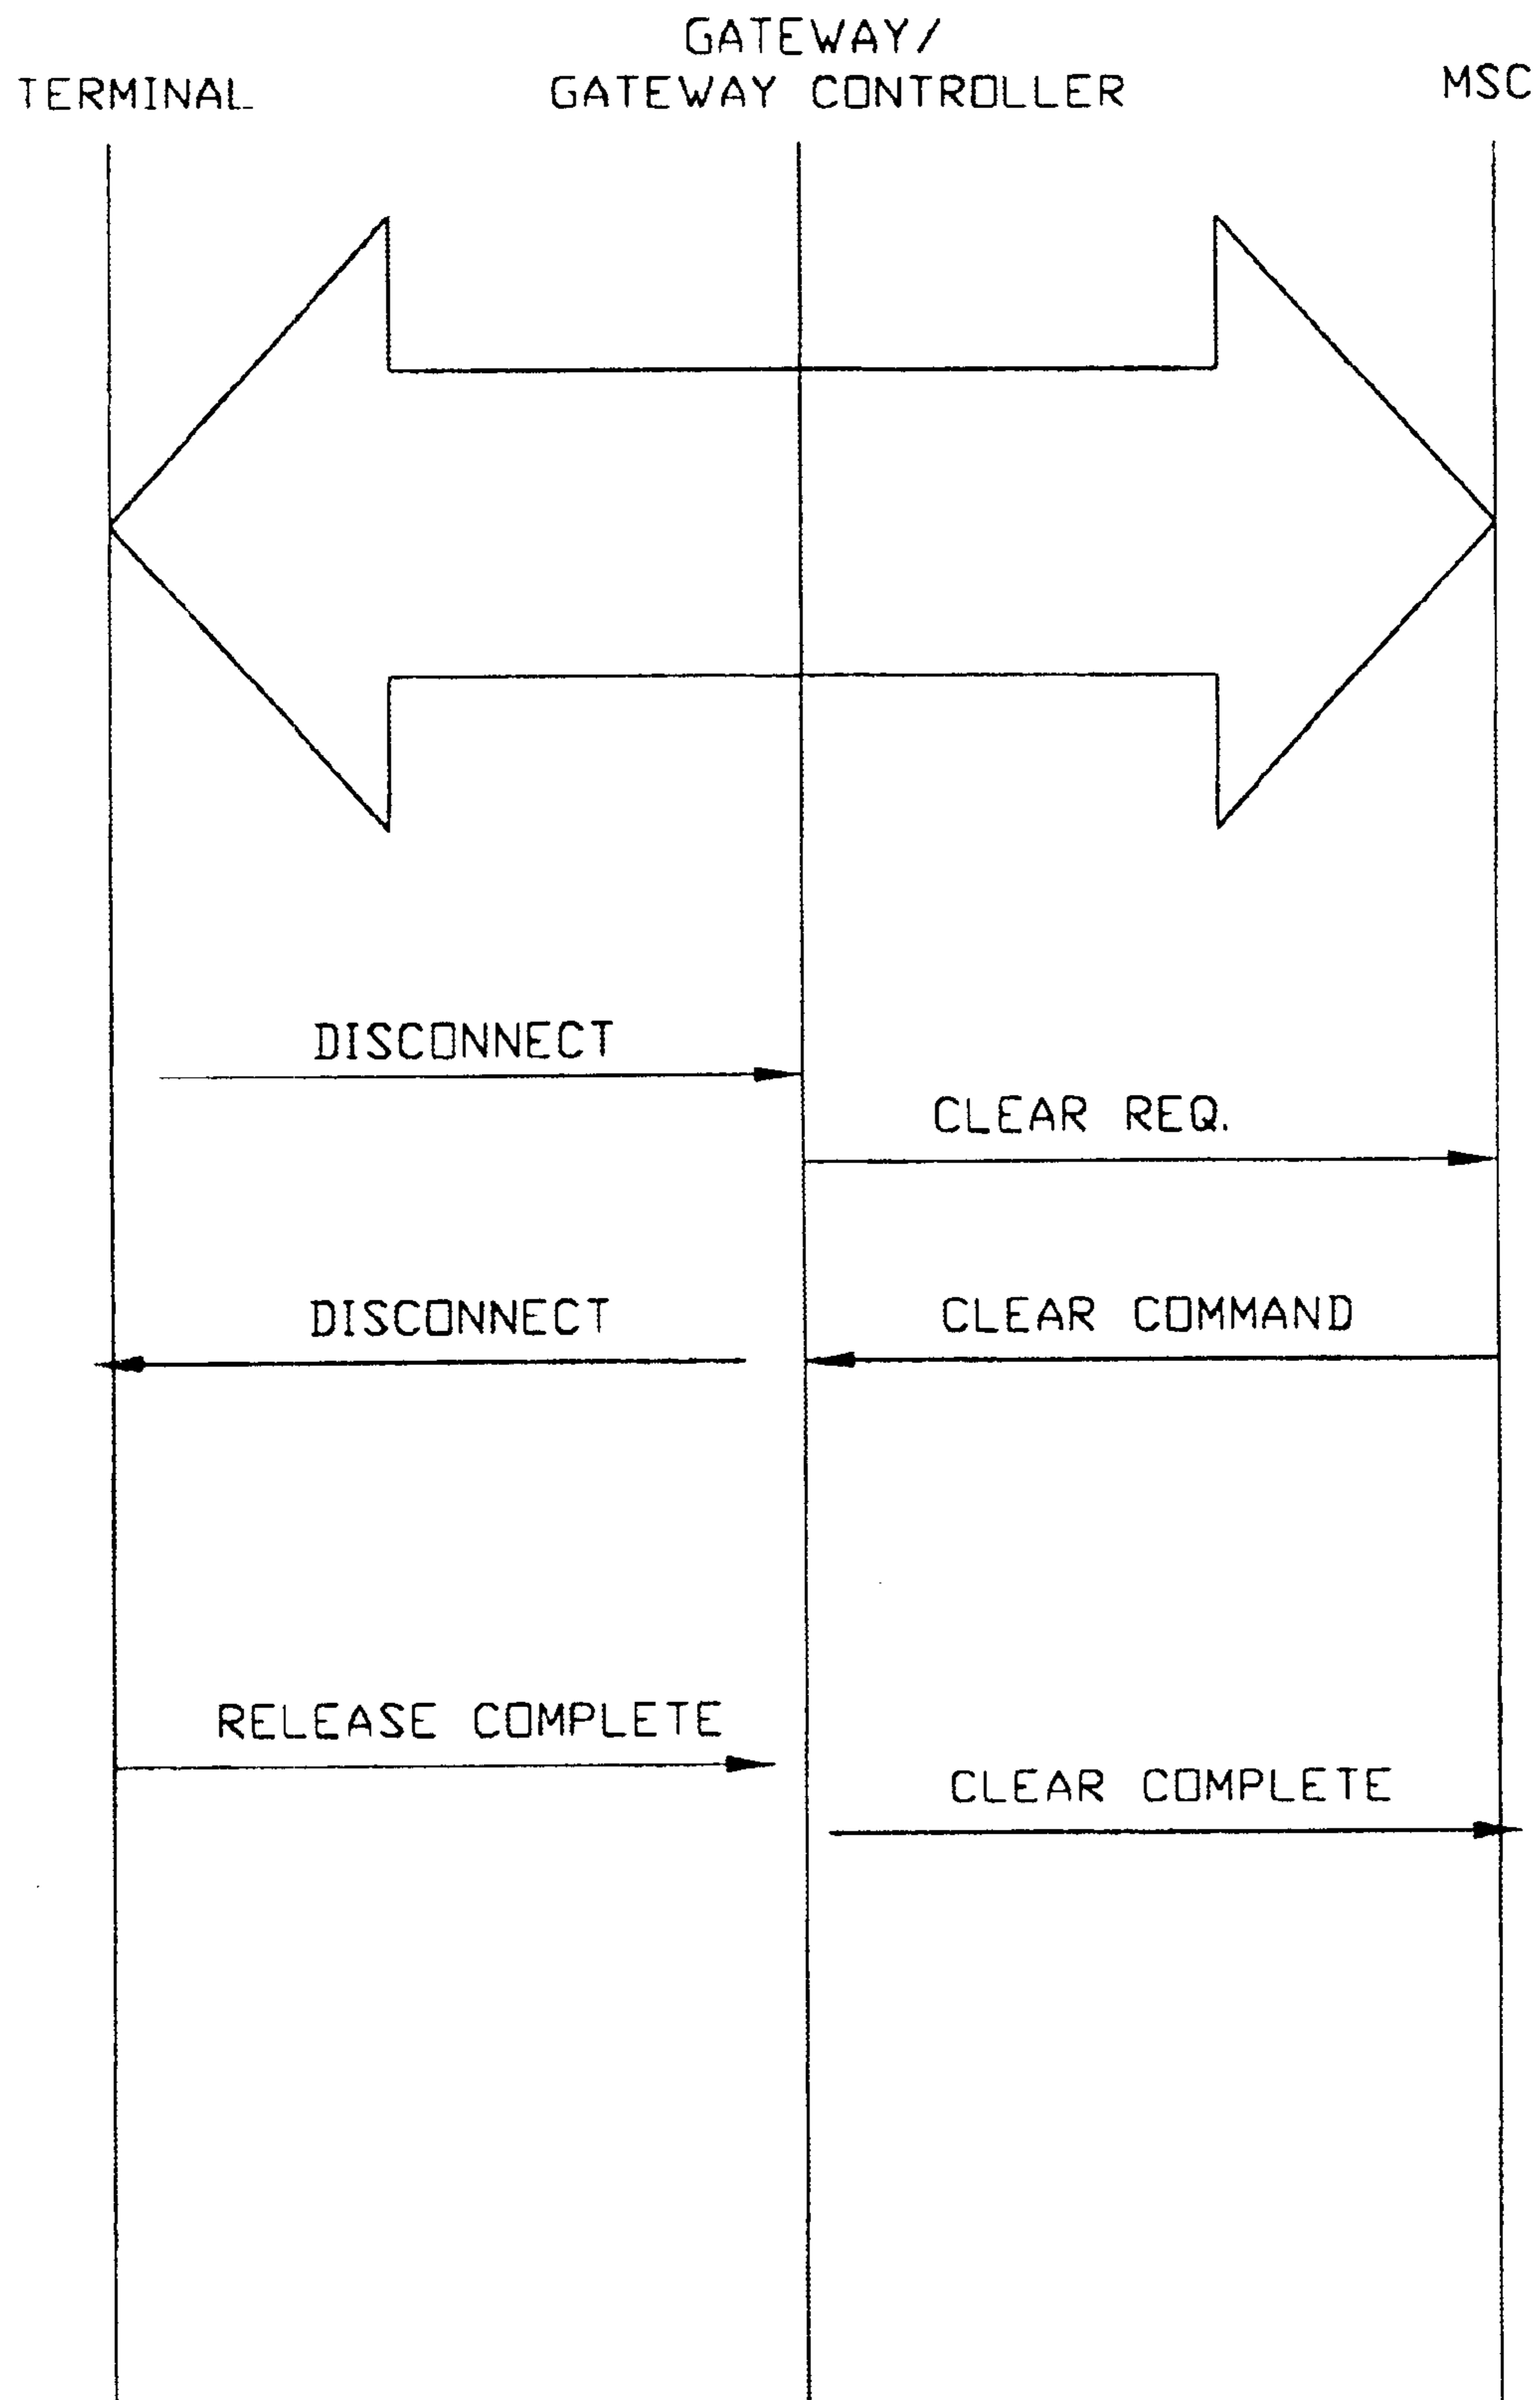 GATEWAY/
TERMINAL
GATEWAY CONTROLLER
MSC
DISCONNECT
CLEAR REQ.
DISCONNECT
CLEAR COMMAND
RELEASE COMPLETE
CLEAR COMPLETE